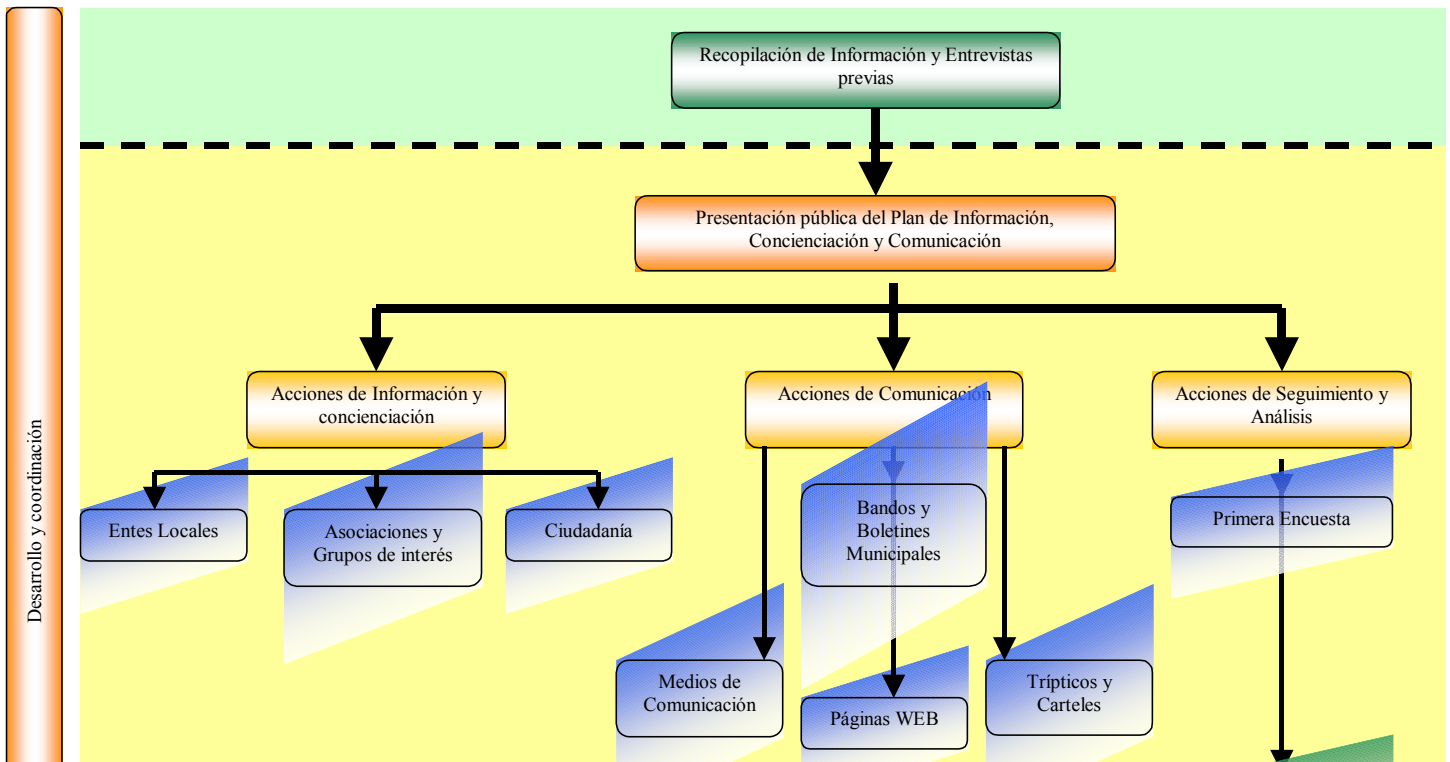 Desarrollo y coordinación
Recopilación de Información y Entrevistas
previas
Presentación pública del Plan de Información,
Concienciación y Comunicación
Acciones de Información y
concienciación
Acciones de Comunicación
Acciones de Seguimiento y
Análisis
Entes Locales
Asociaciones y
Grupos de interés
Ciudadanía
Bandos y
Boletines
Municipales
Primera Encuesta
Medios de
Comunicación
Páginas WEB
Trípticos y
Carteles